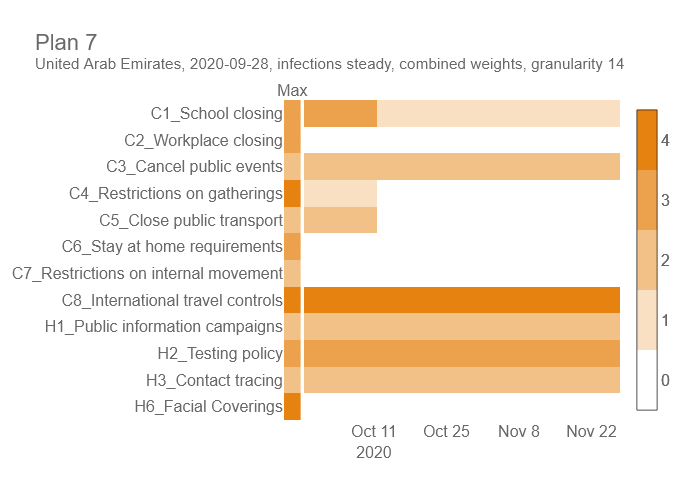 Plan 7
United Arab Emirates, 2020-09-28, infections steady, combined weights, granularity 14
Max
C1_School closing
C2_Workplace closing
C3_Cancel public events
C4_Restrictions on gatherings
C5_Close public transport
C6_Stay at home requirements
C7_Restrictions on internal movement
C8_International travel controls
H1_Public information campaigns
H2_Testing policy
H3_Contact tracing
H6_Facial Coverings
4
3
2
1
0
Oct 11 Oct 25 Nov 8 Nov 22
2020